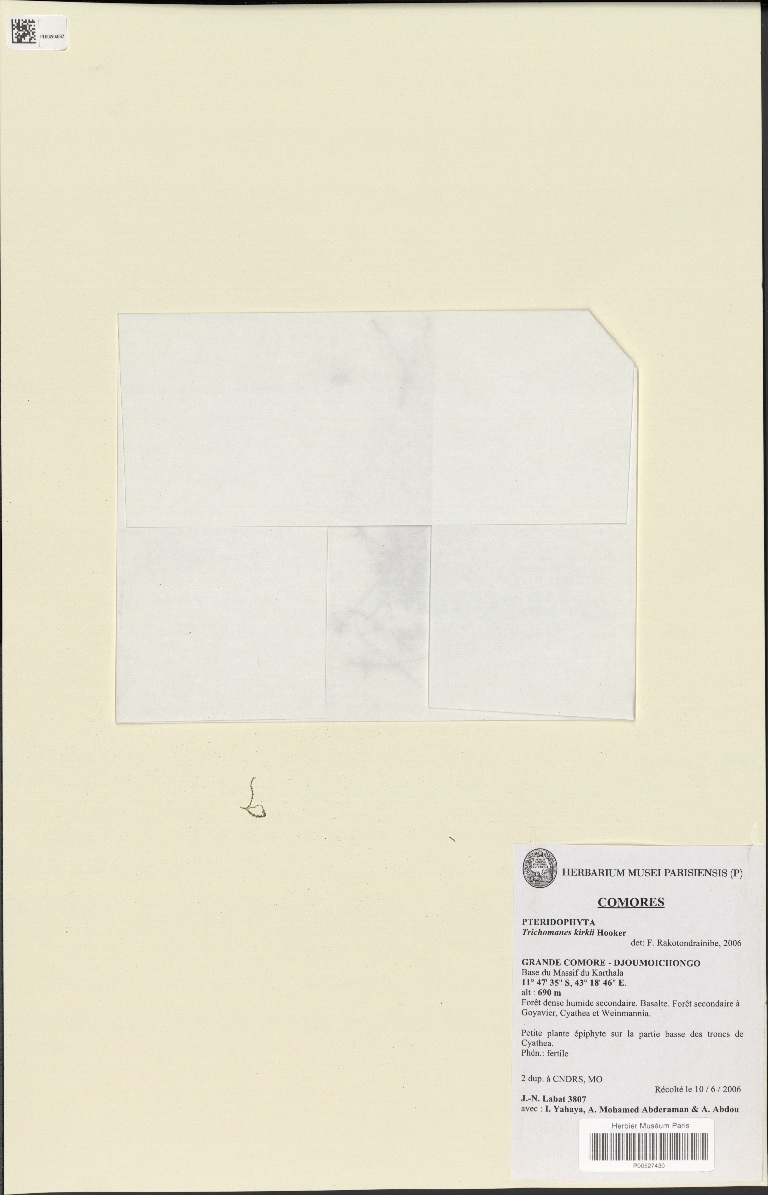 HERBARIUM MUSEI PARISIENSIS (P)
COMORES
PTERIDOPHYTA
Trichomanes kirkii Hooker
det: F. Rakotondrainibe, 2006
GRANDE COMORE - DJOUMOICHONGO
Base du Massif du Karthala
11° 47' 35" S, 43° 18' 46" E.
alt : 690 m
Forêt dense humide secondaire. Basalte. Forêt secondaire à
Goyavier, Cyathea et Weinmannia.
Petite plante épiphyte sur la partie basse des troncs de
Cyathea.
Phén.: fertile
2 dup. à CNDRS, MO
Récolté le 10 / 6 / 2006
J.-N. Labat 3807
avec : I. Yahaya, A. Mohamed Abderaman & A. Abdou
Herbier Muséum Paris
P00527430